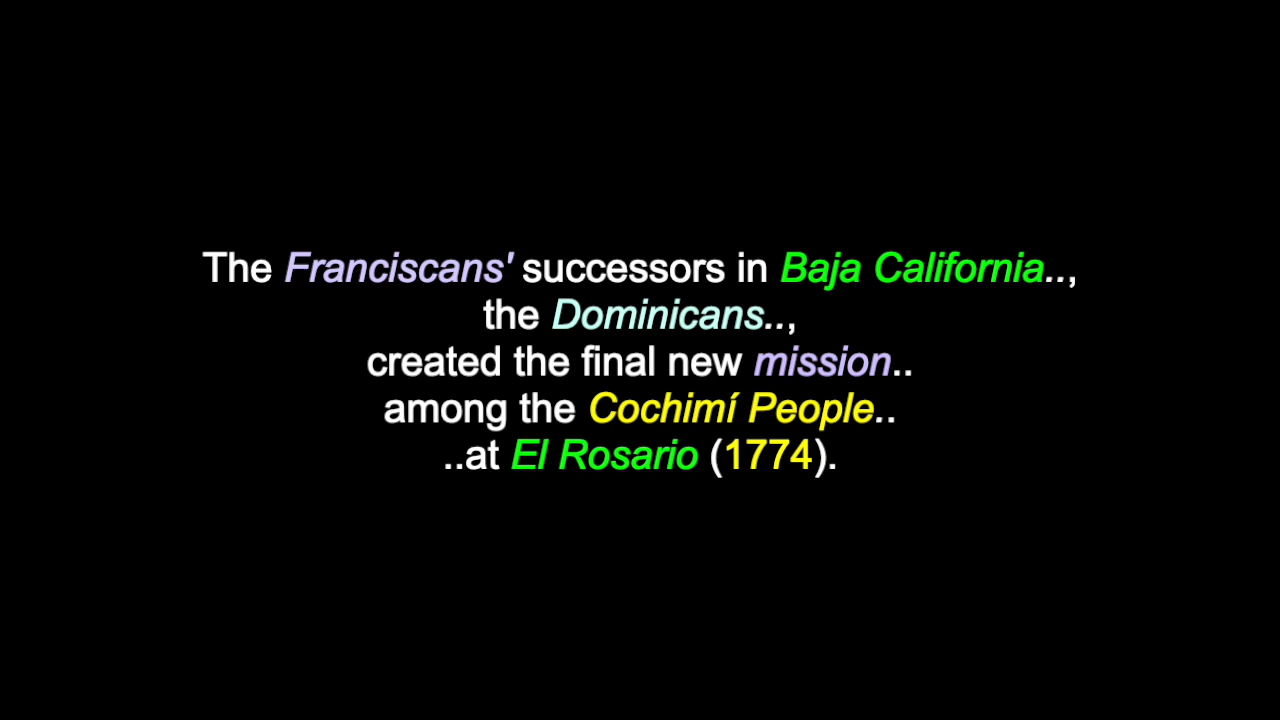 The Franciscans' successors in Baja California..,
the Dominicans..,
created the final new mission..
among the Cochimí People..
..at El Rosario (1774).